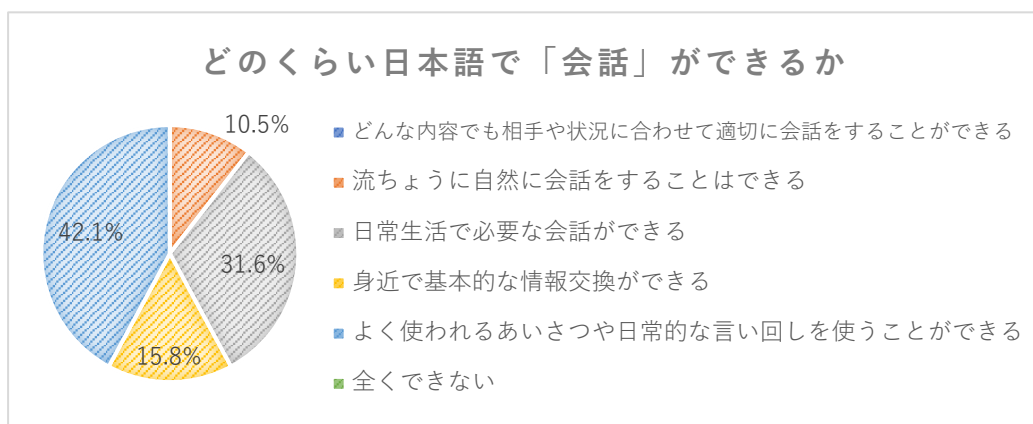 どのくらい日本語で「会話」ができるか
10.5%
42.1%
31.6%
15.8%
どんな内容でも相手や状況に合わせて適切に会話をすることができる
流ちょうに自然に会話をすることはできる
日常生活で必要な会話ができる
身近で基本的な情報交換ができる
よく使われるあいさつや日常的な言い回しを使うことができる
全くできない